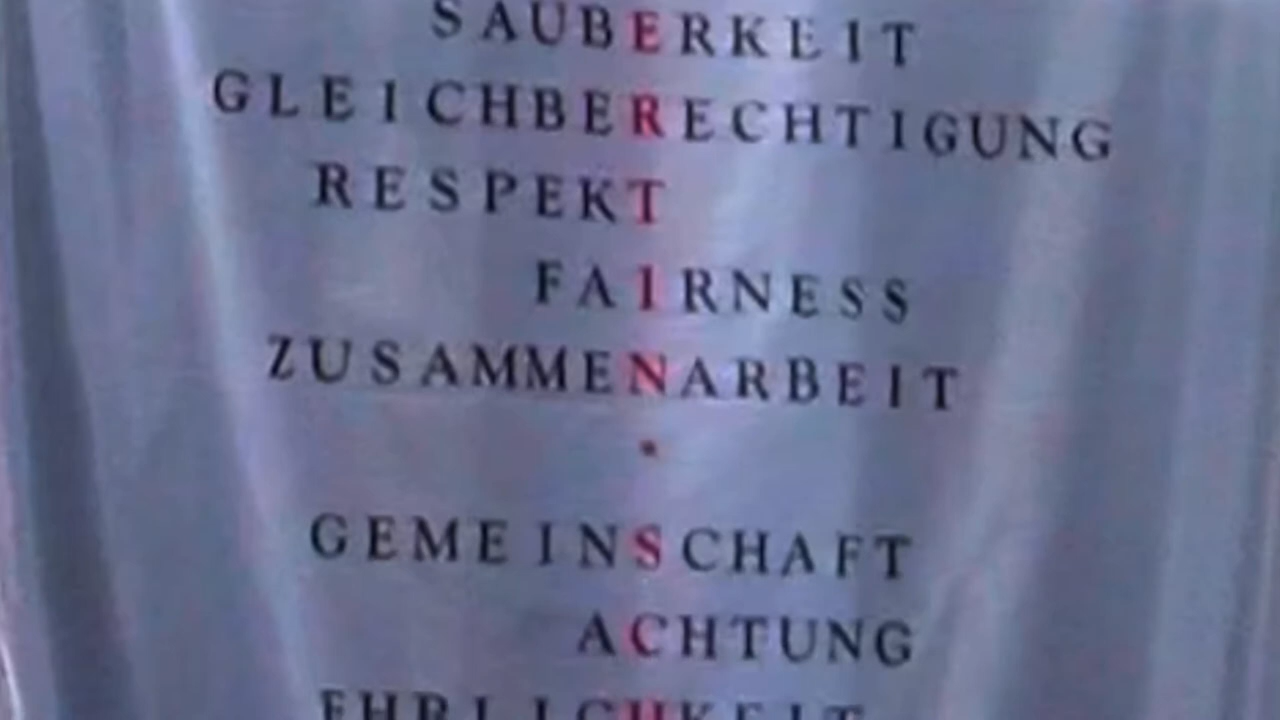 SAUBERKEIT
GLEICHBERECHTIGUNG
RESPEKT
FAIRNESS
ZUSAMMENARBEIT
•
GEMEINSCHAFT
ACHTUNG
EHRLICHKEIT